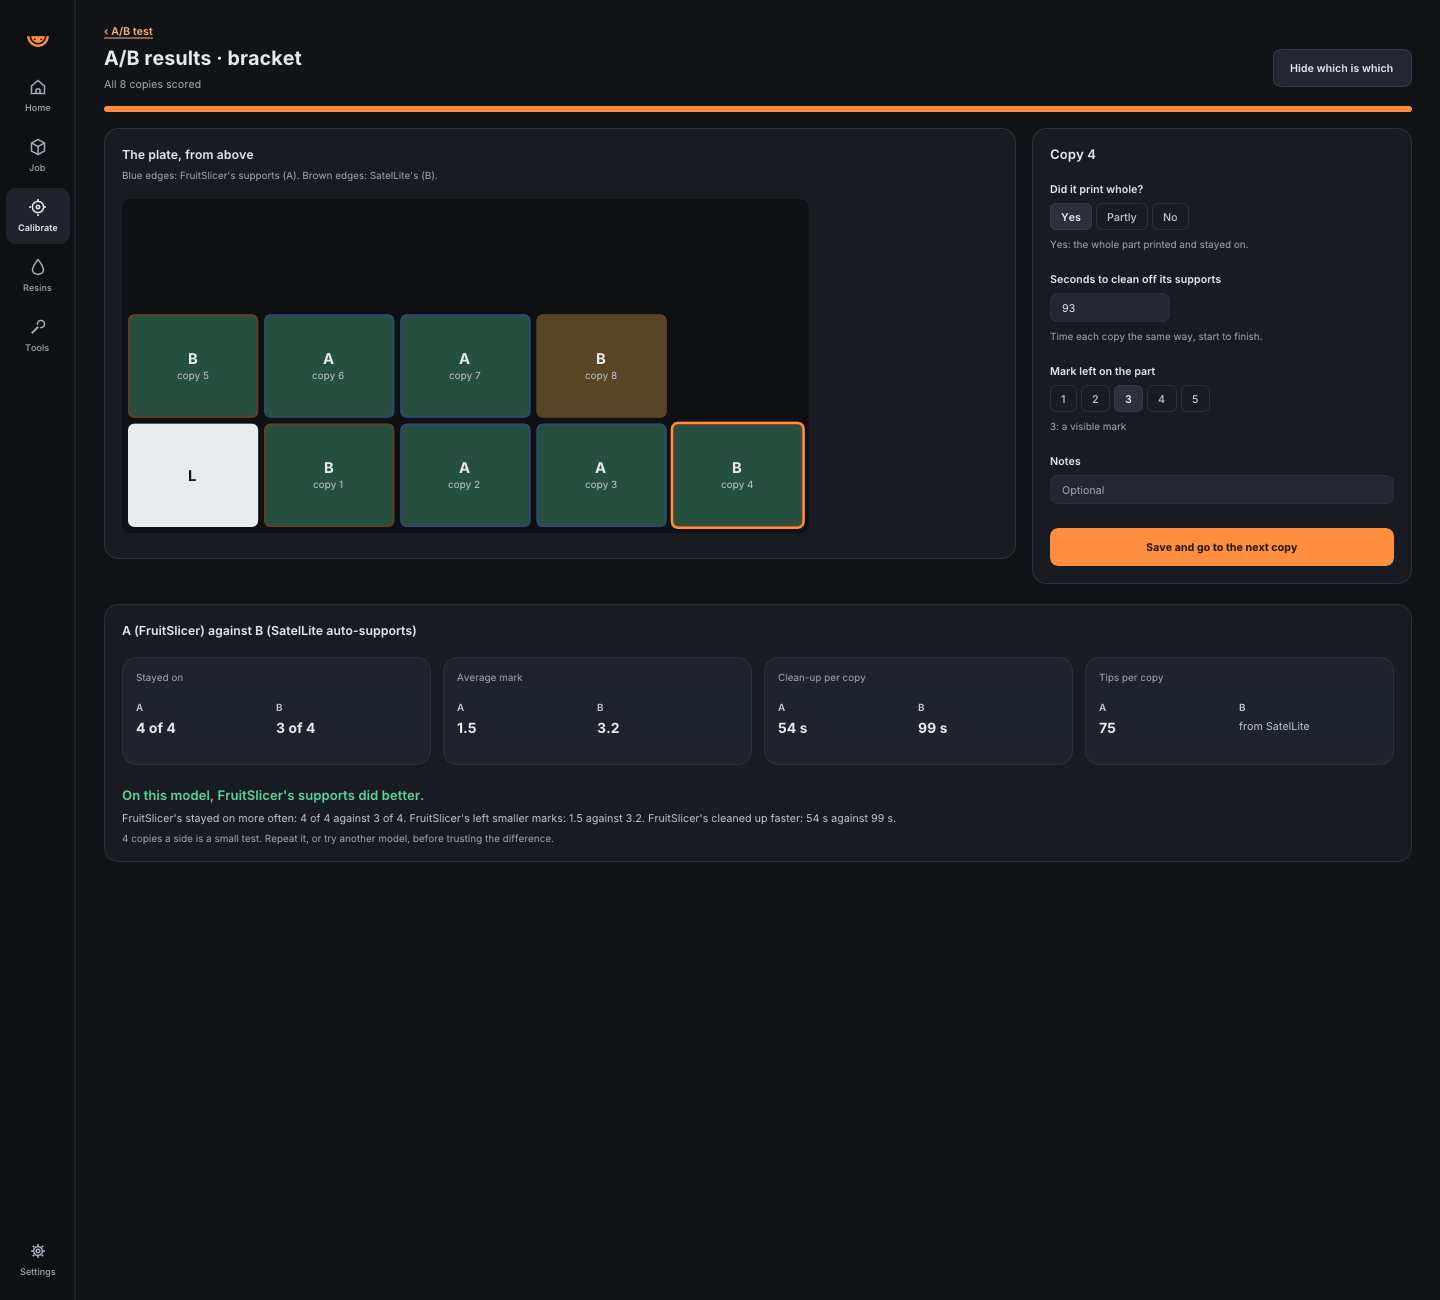 Home
Job
Calibrate
Resins
Tools
Settings
‹ A/B test
A/B results · bracket
All 8 copies scored
Hide which is which
The plate, from above
Blue edges: FruitSlicer's supports (A). Brown edges: SatelLite's (B).
B
copy 5
A
copy 6
A
copy 7
B
copy 8
L
B
copy 1
A
copy 2
A
copy 3
B
copy 4
Copy 4
Did it print whole?
Yes Partly No
Yes: the whole part printed and stayed on.
Seconds to clean off its supports
93
Time each copy the same way, start to finish.
Mark left on the part
1 2 3 4 5
3: a visible mark
Notes
Optional
Save and go to the next copy
A (FruitSlicer) against B (SatelLite auto-supports)
Stayed on
A B
4 of 4 3 of 4
Average mark
A B
1.5 3.2
Clean-up per copy
A B
54 s 99 s
Tips per copy
A B
75 from SatelLite
On this model, FruitSlicer's supports did better.
FruitSlicer's stayed on more often: 4 of 4 against 3 of 4. FruitSlicer's left smaller marks: 1.5 against 3.2. FruitSlicer's cleaned up faster: 54 s against 99 s.
4 copies a side is a small test. Repeat it, or try another model, before trusting the difference.